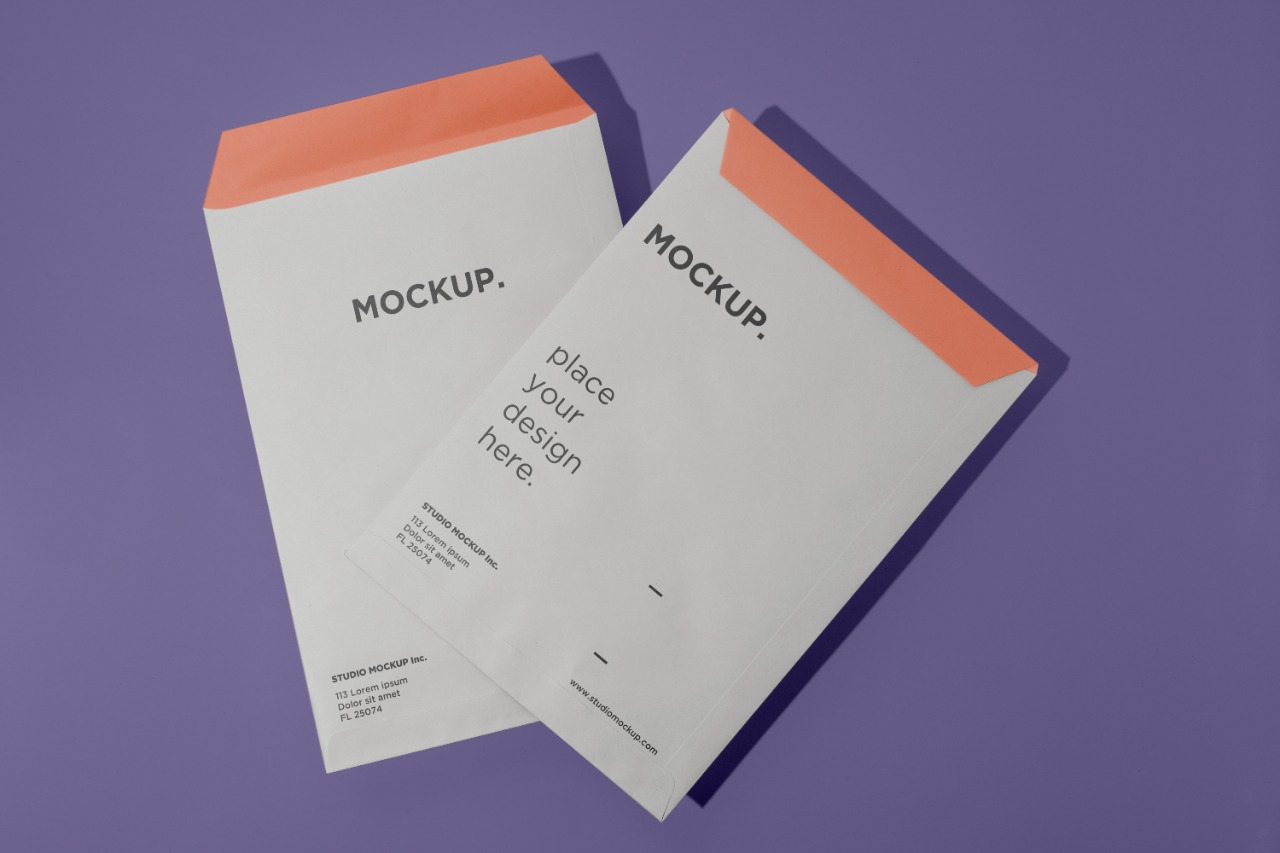 MOCKUP.
STUDIO MOCKUP Inc.
113 Lorem ipsum
Dolor sit amet
FL 25074
MOCKUP.
place
your
design
here.
STUDIO MOCKUP Inc.
113 Lorem ipsum
Dolor sit amet
FL 25074
www.studiomockup.com